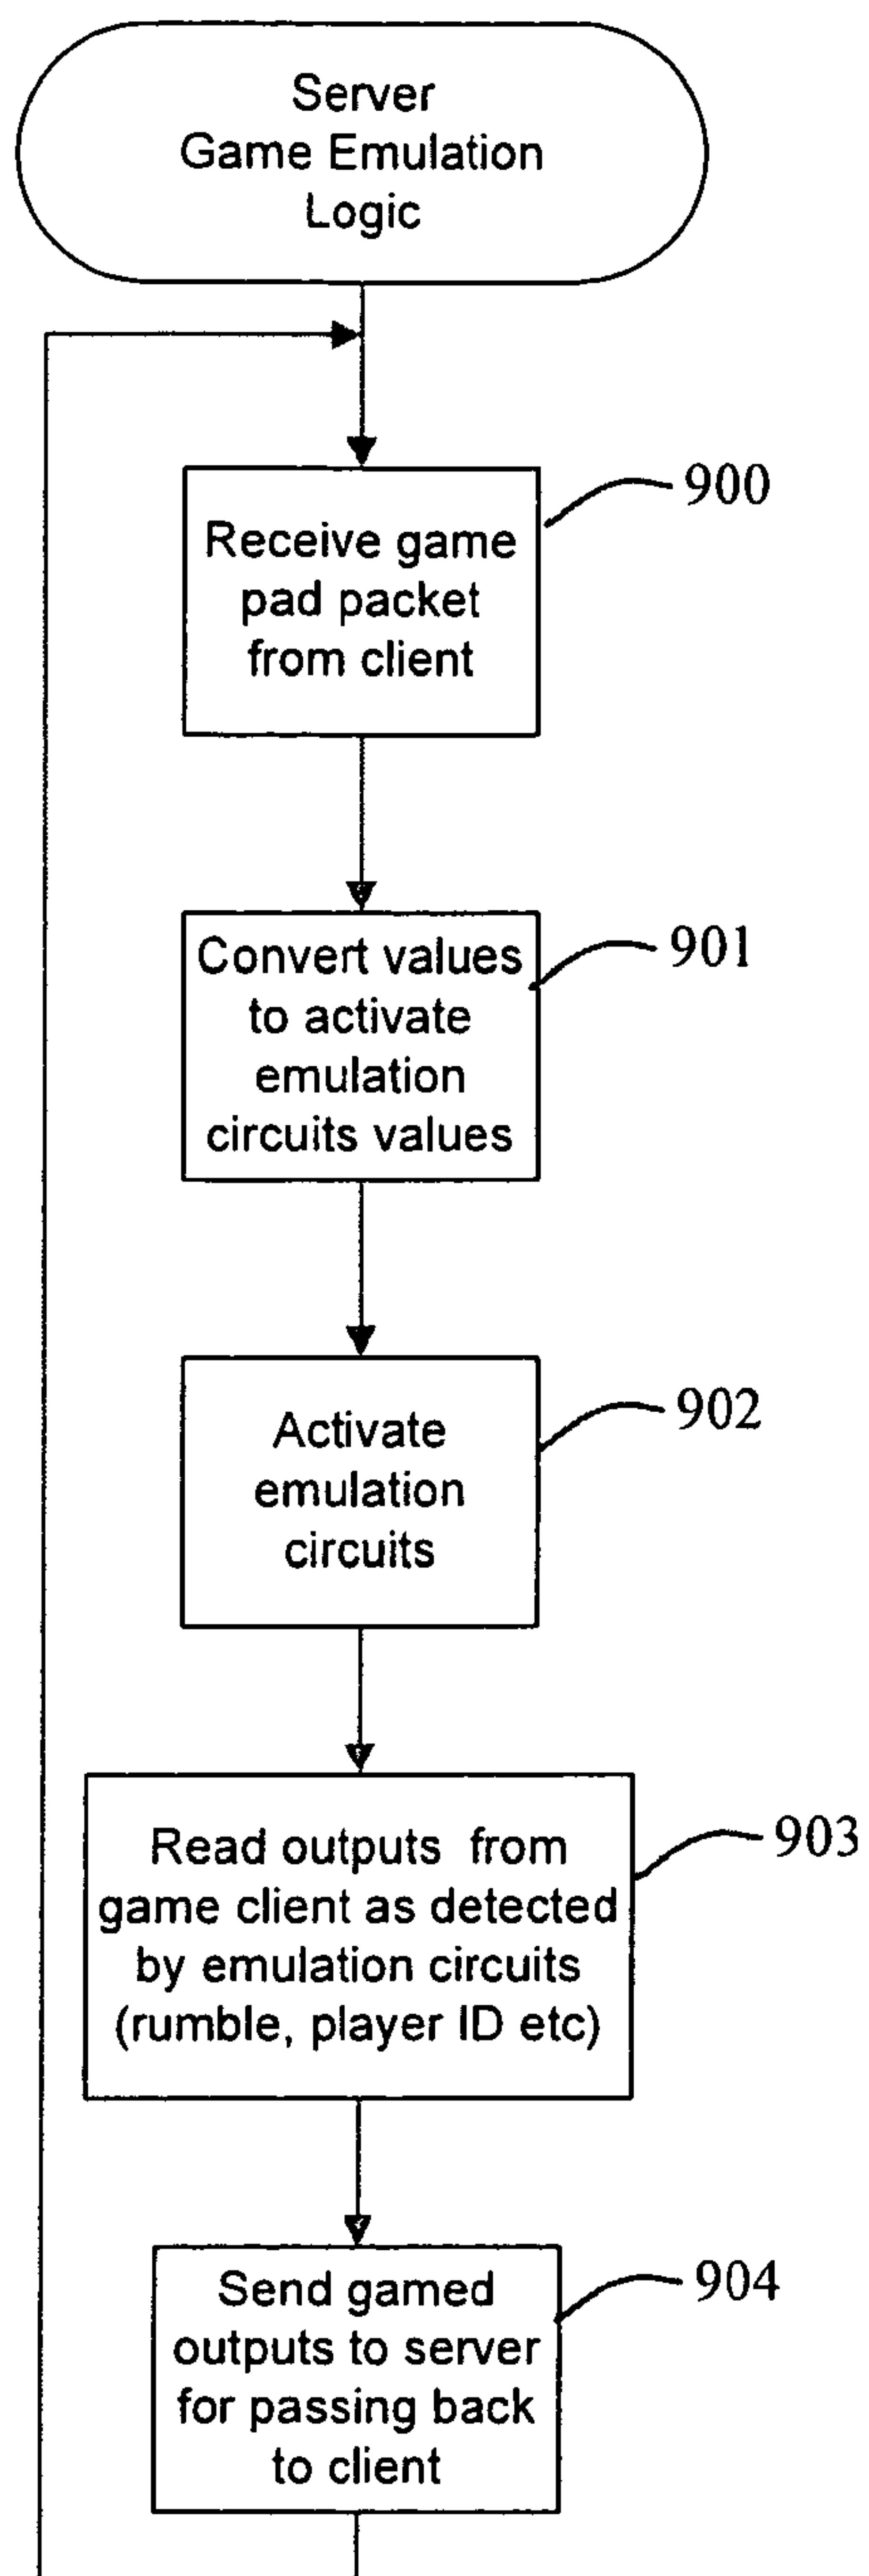 Server
Game Emulation
Logic
900
Receive game
pad packet
from client
901
Convert values
to activate
emulation
circuits values
902
Activate
emulation
circuits
903
Read outputs from
game client as detected
by emulation circuits
(rumble, player ID etc)
904
Send gamed
outputs to server
for passing back
to client